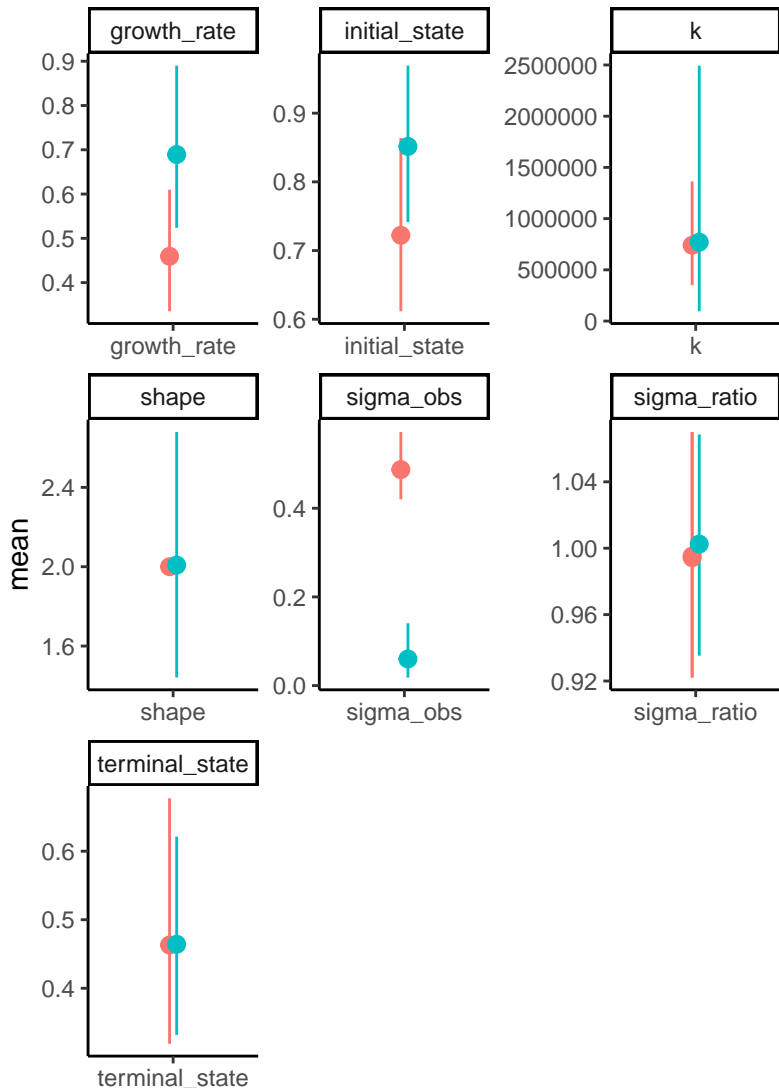 growth_rate
initial_state
k
0.9
0.8
0.7
0.6
0.5
0.4
0.9
0.8
0.7
0.6
2500000
2000000
1500000
1000000
500000
0
growth_rate
initial_state
k
shape
sigma_obs
sigma_ratio
2.4
2.0
1.6
0.4
0.2
0.0
1.04
1.00
0.96
0.92
mean
shape
sigma_obs
sigma_ratio
terminal_state
0.6
0.5
0.4
terminal_state